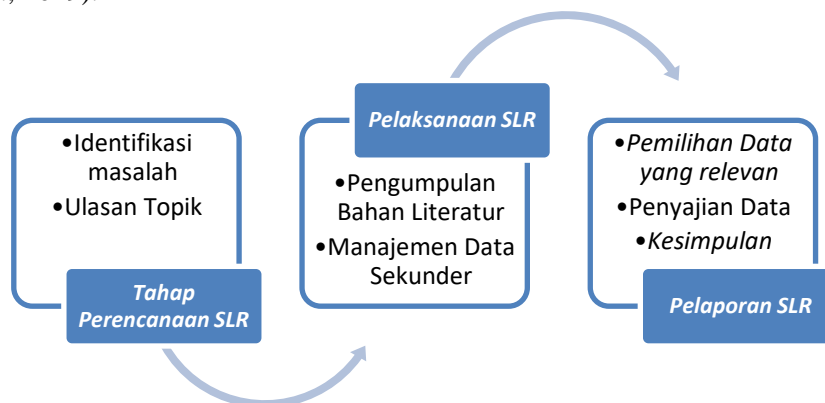 •Identifikasi
masalah
•Ulasan Topik
Tahap
Perencanaan SLR
Pelaksanaan SLR
•Pengumpulan
Bahan Literatur
•Manajemen Data
Sekunder
•Pemilihan Data
yang relevan
•Penyajian Data
•Kesimpulan
Pelaporan SLR